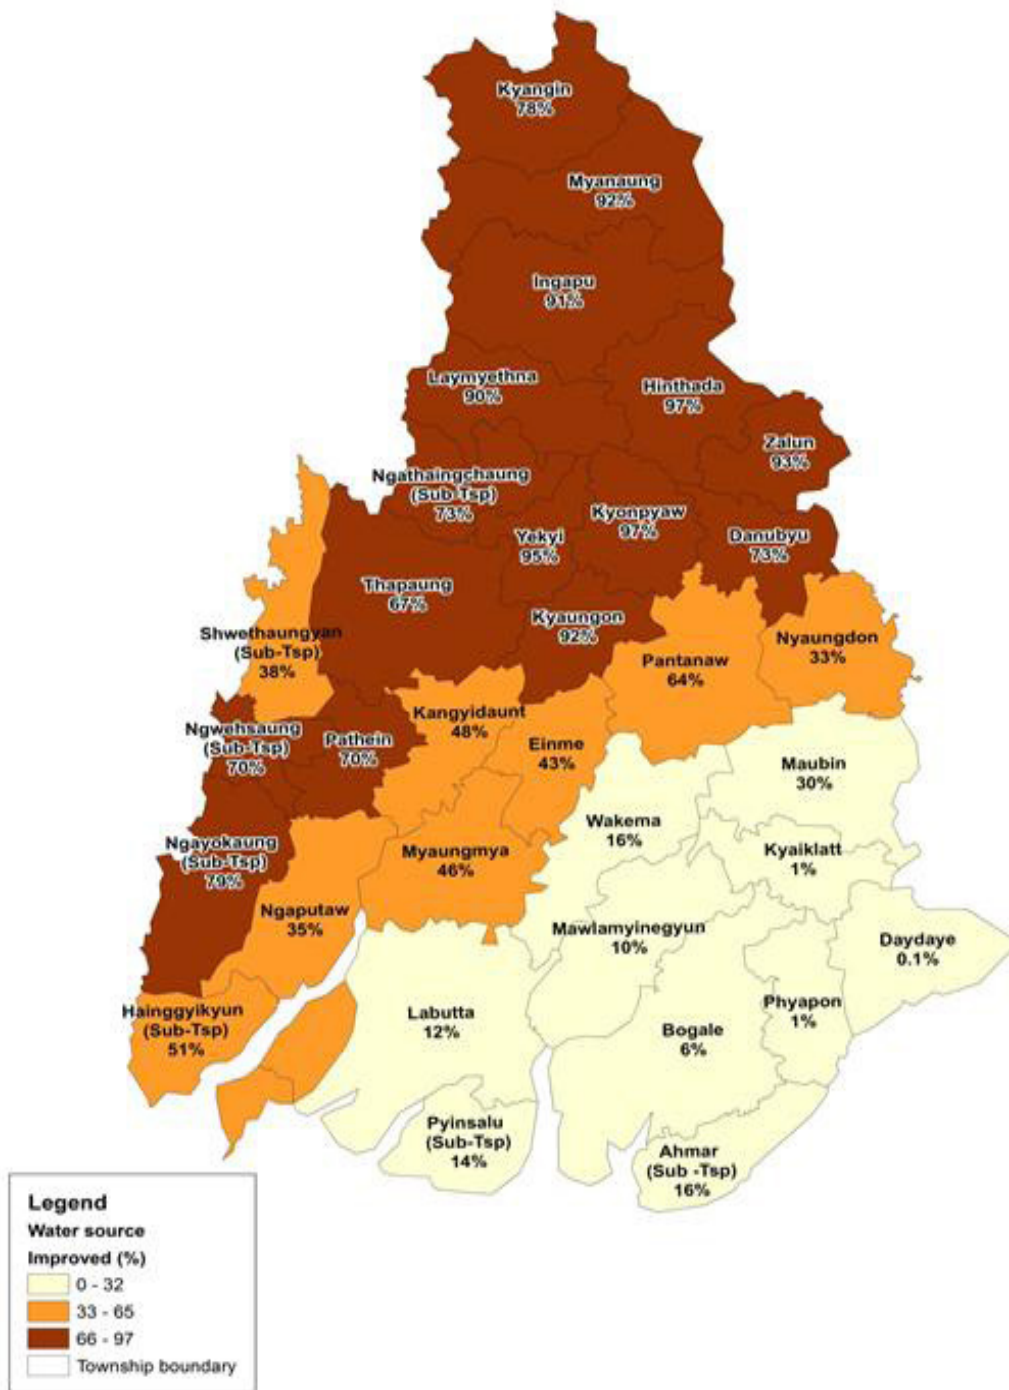 Kyangin
78%
Myanaung
92%
Ingapu
91%
Laymyethna
90%
Hinthada
97%
Zalun
93%
Ngathaingchaung
(Sub-Tsp)
73%
Yekyi
95%
Kyonpyaw
97%
Danubyu
73%
Thapaung
67%
Kyaungon
92%
Shwethaungyan
(Sub-Tsp)
38%
Pantanaw
64%
Nyaungdon
33%
Ngwehsaung
(Sub-Tsp)
70%
Pathein
70%
Kangyidaunt
48%
Einme
43%
Maubin
30%
Wakema
16%
Ngayokaung
(Sub-Tsp)
79%
Myaungmya
46%
Kyaiklatt
1%
Ngaputaw
35%
Mawlamyinegyun
10%
Daydaye
0.1%
Hainggyikyun
(Sub-Tsp)
51%
Labutta
12%
Bogale
6%
Phyapon
1%
Pyinsalu
(Sub-Tsp)
14%
Ahmar
(Sub -Tsp)
16%
Legend
Water source
Improved (%)
0 - 32
33 - 65
66 - 97
Township boundary